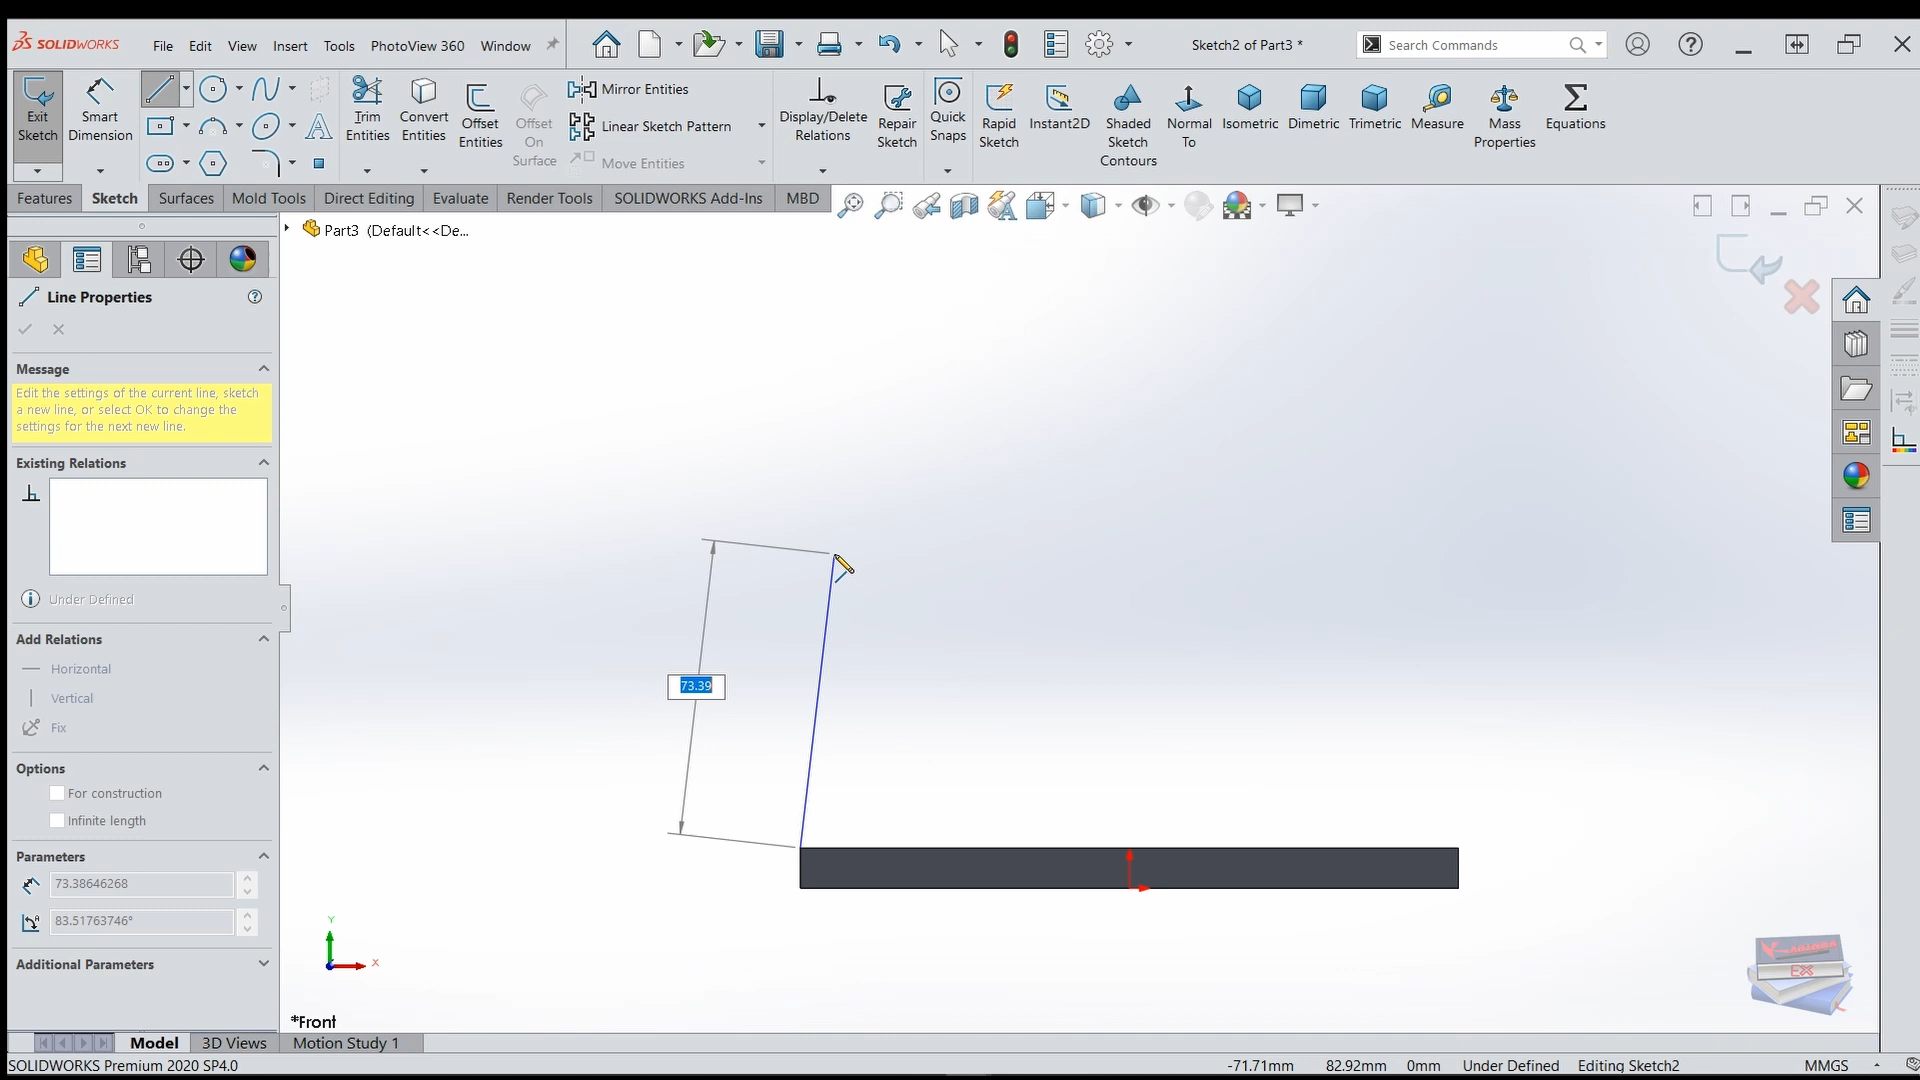 SOLIDWORKS
File Edit View Insert Tools PhotoView 360 Window
Sketch2 of Part3 *
Search Commands
Exit Sketch
Smart Dimension
Trim Entities
Convert Entities
Offset Entities
Offset On Surface
Mirror Entities
Linear Sketch Pattern
Move Entities
Display/Delete Relations
Repair Sketch
Quick Snaps
Rapid Sketch
Instant2D
Shaded Sketch Contours
Normal To
Isometric
Dimetric
Trimetric
Measure
Mass Properties
Equations
Features Sketch Surfaces Mold Tools Direct Editing Evaluate Render Tools SOLIDWORKS Add-Ins MBD
Part3 (Default<<De...
Line Properties
Message
Edit the settings of the current line, sketch
a new line, or select OK to change the
settings for the next new line.
Existing Relations
Under Defined
Add Relations
Horizontal
Vertical
Fix
Options
For construction
Infinite length
Parameters
73.38646268
83.51763746°
Additional Parameters
73.39
Y
X
EX
*Front
Model 3D Views Motion Study 1
SOLIDWORKS Premium 2020 SP4.0
-71.71mm 82.92mm 0mm Under Defined Editing Sketch2 MMGS